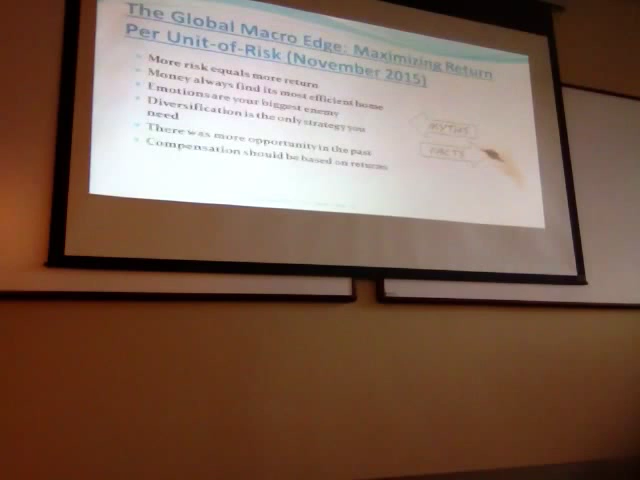 The Global Macro Edge: Maximizing Return
Per Unit-of-Risk (November 2015)
More risk equals more return
Money always find its most efficient home
Emotions are your biggest enemy
Diversification is the only strategy you
need
There was more opportunity in the past
Compensation should be based on returns
MYTHS
FACTS